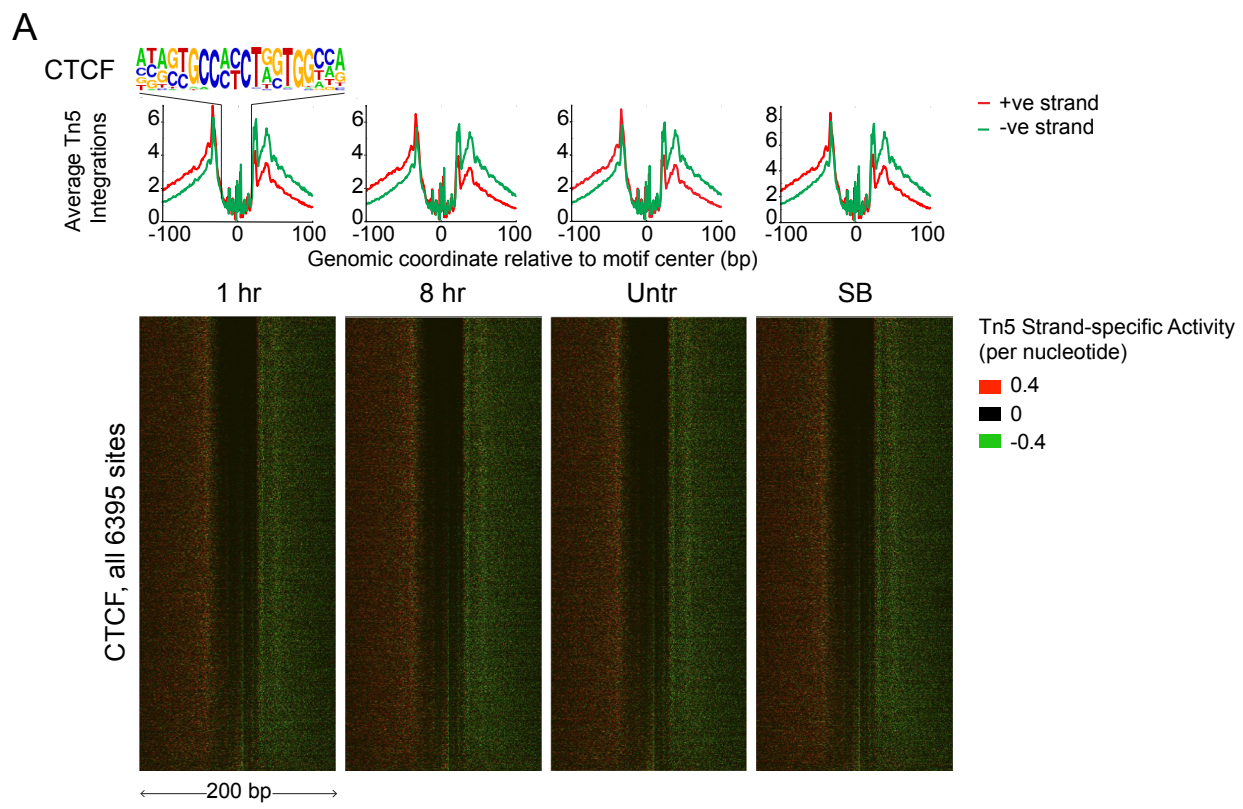 A
CTCF
+ve strand
-ve strand
Average Tn5
Integrations
6
4
2
0
6
4
2
0
6
4
2
0
8
6
4
2
0
-100 0 100
-100 0 100
-100 0 100
-100 0 100
Genomic coordinate relative to motif center (bp)
1 hr
8 hr
Untr
SB
Tn5 Strand-specific Activity
(per nucleotide)
0.4
0
-0.4
CTCF, all 6395 sites
200 bp